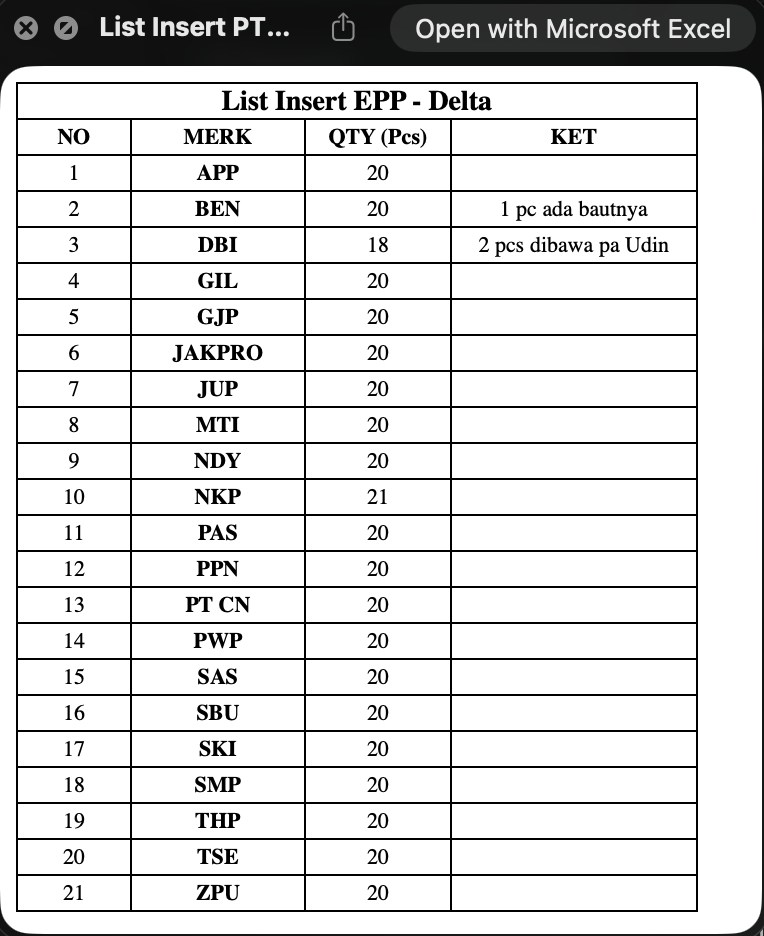 List Insert PT...
Open with Microsoft Excel
List Insert EPP - Delta
NO MERK QTY (Pcs) KET
1 APP 20
2 BEN 20 1 pc ada bautnya
3 DBI 18 2 pcs dibawa pa Udin
4 GIL 20
5 GJP 20
6 JAKPRO 20
7 JUP 20
8 MTI 20
9 NDY 20
10 NKP 21
11 PAS 20
12 PPN 20
13 PT CN 20
14 PWP 20
15 SAS 20
16 SBU 20
17 SKI 20
18 SMP 20
19 THP 20
20 TSE 20
21 ZPU 20